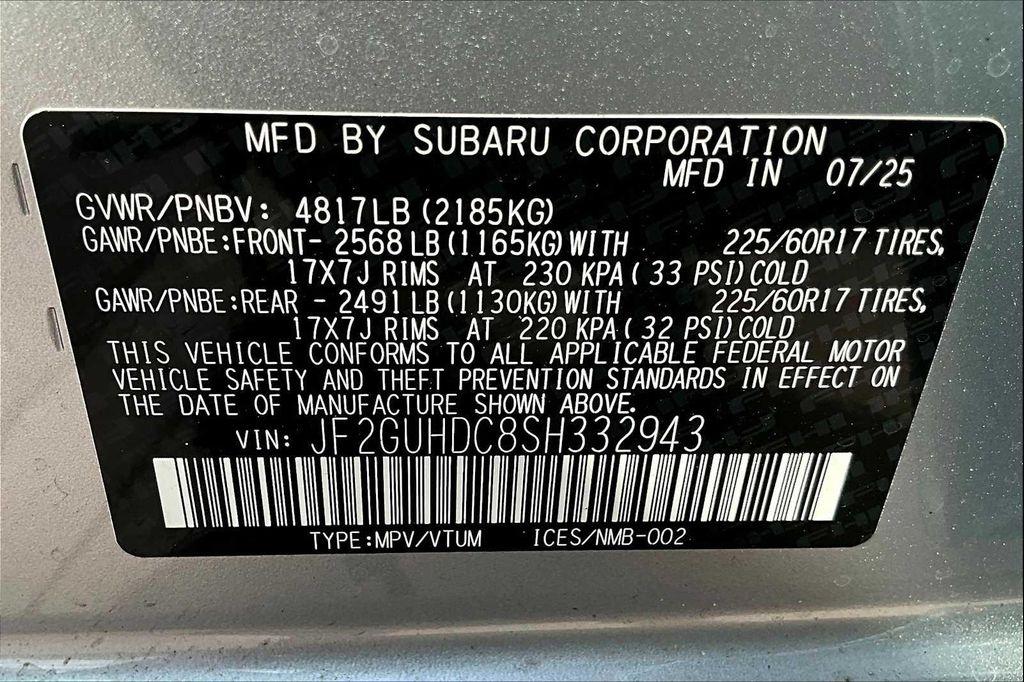 MFD BY SUBARU CORPORATION
MFD IN 07/25
GVWR/PNBV: 4817LB (2185KG)
GAWR/PNBE:FRONT- 2568 LB (1165KG) WITH 225/60R17 TIRES,
17X7J RIMS AT 230 KPA ( 33 PSI) COLD
GAWR/PNBE:REAR - 2491 LB (1130KG) WITH 225/60R17 TIRES,
17X7J RIMS AT 220 KPA ( 32 PSI) COLD
THIS VEHICLE CONFORMS TO ALL APPLICABLE FEDERAL MOTOR
VEHICLE SAFETY AND THEFT PREVENTION STANDARDS IN EFFECT ON
THE DATE OF MANUFACTURE SHOWN ABOVE.
VIN: JF2GUHDC8SH332943
TYPE:MPV/VTUM ICES/NMB-002